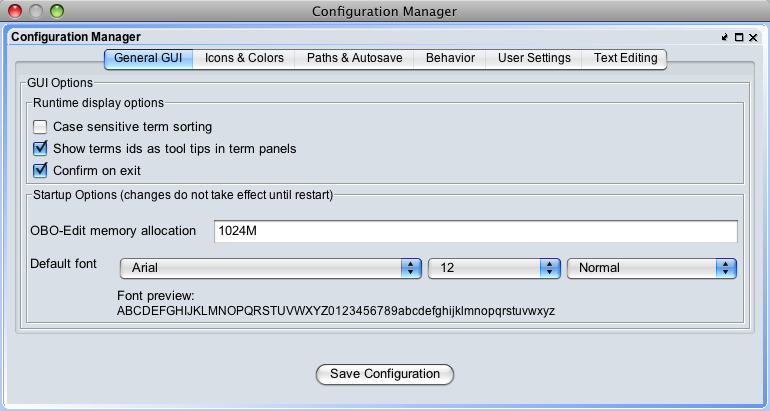 Configuration Manager
Configuration Manager
General GUI Icons & Colors Paths & Autosave Behavior User Settings Text Editing
GUI Options
Runtime display options
Case sensitive term sorting
Show terms ids as tool tips in term panels
Confirm on exit
Startup Options (changes do not take effect until restart)
OBO-Edit memory allocation 1024M
Default font Arial 12 Normal
Font preview:
ABCDEFGHIJKLMNOPQRSTUVWXYZ0123456789abcdefghijklmnopqrstuvwxyz
Save Configuration